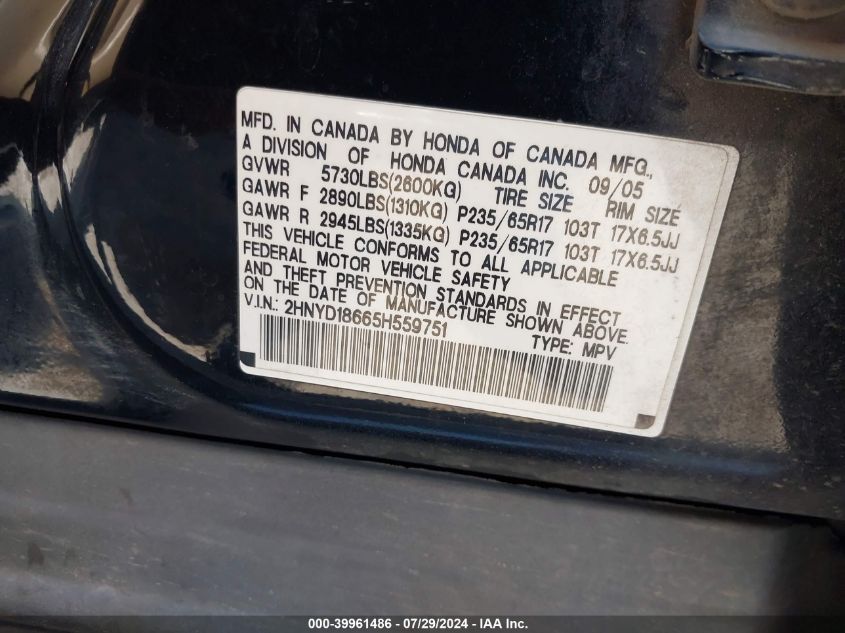 MFD. IN CANADA BY HONDA OF CANADA MFG.,
A DIVISION OF HONDA CANADA INC. 09/05
GVWR 5730LBS(2600KG) TIRE SIZE RIM SIZE
GAWR F 2890LBS(1310KG) P235/65R17 103T 17X6.5JJ
GAWR R 2945LBS(1335KG) P235/65R17 103T 17X6.5JJ
THIS VEHICLE CONFORMS TO ALL APPLICABLE
FEDERAL MOTOR VEHICLE SAFETY
AND THEFT PREVENTION STANDARDS IN EFFECT
ON THE DATE OF MANUFACTURE SHOWN ABOVE.
V.I.N.: 2HNYD18665H559751 TYPE: MPV
000-39961486 - 07/29/2024 - IAA Inc.